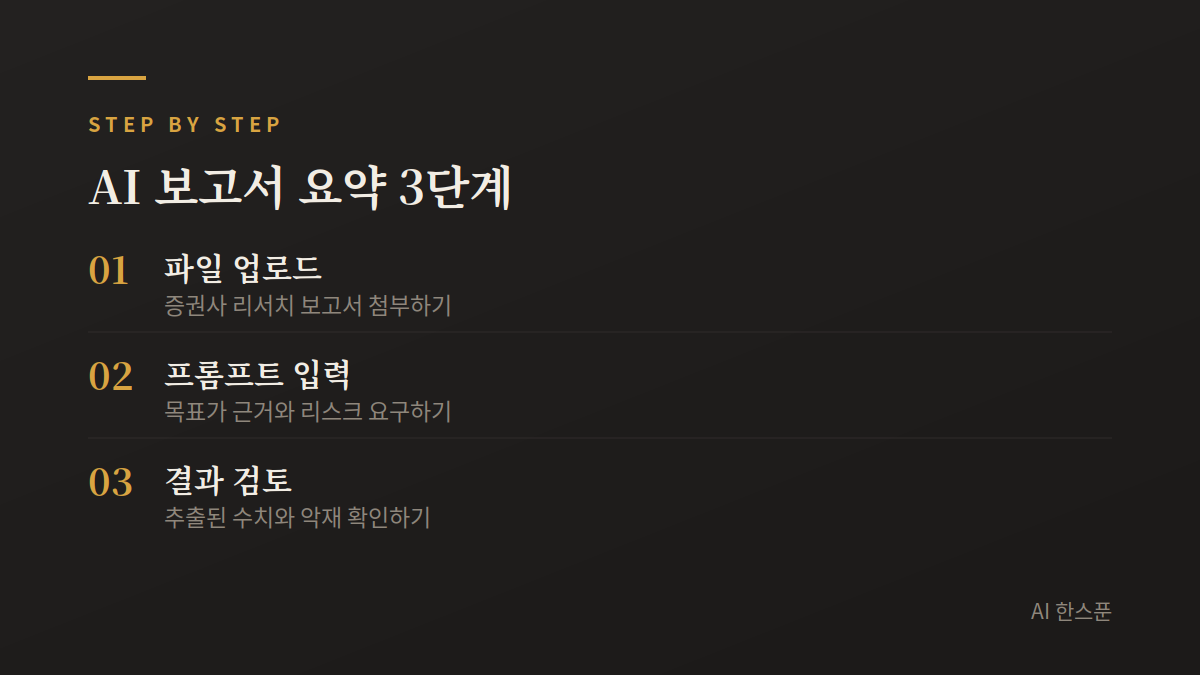 STEP BY STEP
AI 보고서 요약 3단계
01 파일 업로드
증권사 리서치 보고서 첨부하기
02 프롬프트 입력
목표가 근거와 리스크 요구하기
03 결과 검토
추출된 수치와 악재 확인하기
AI 한스푼